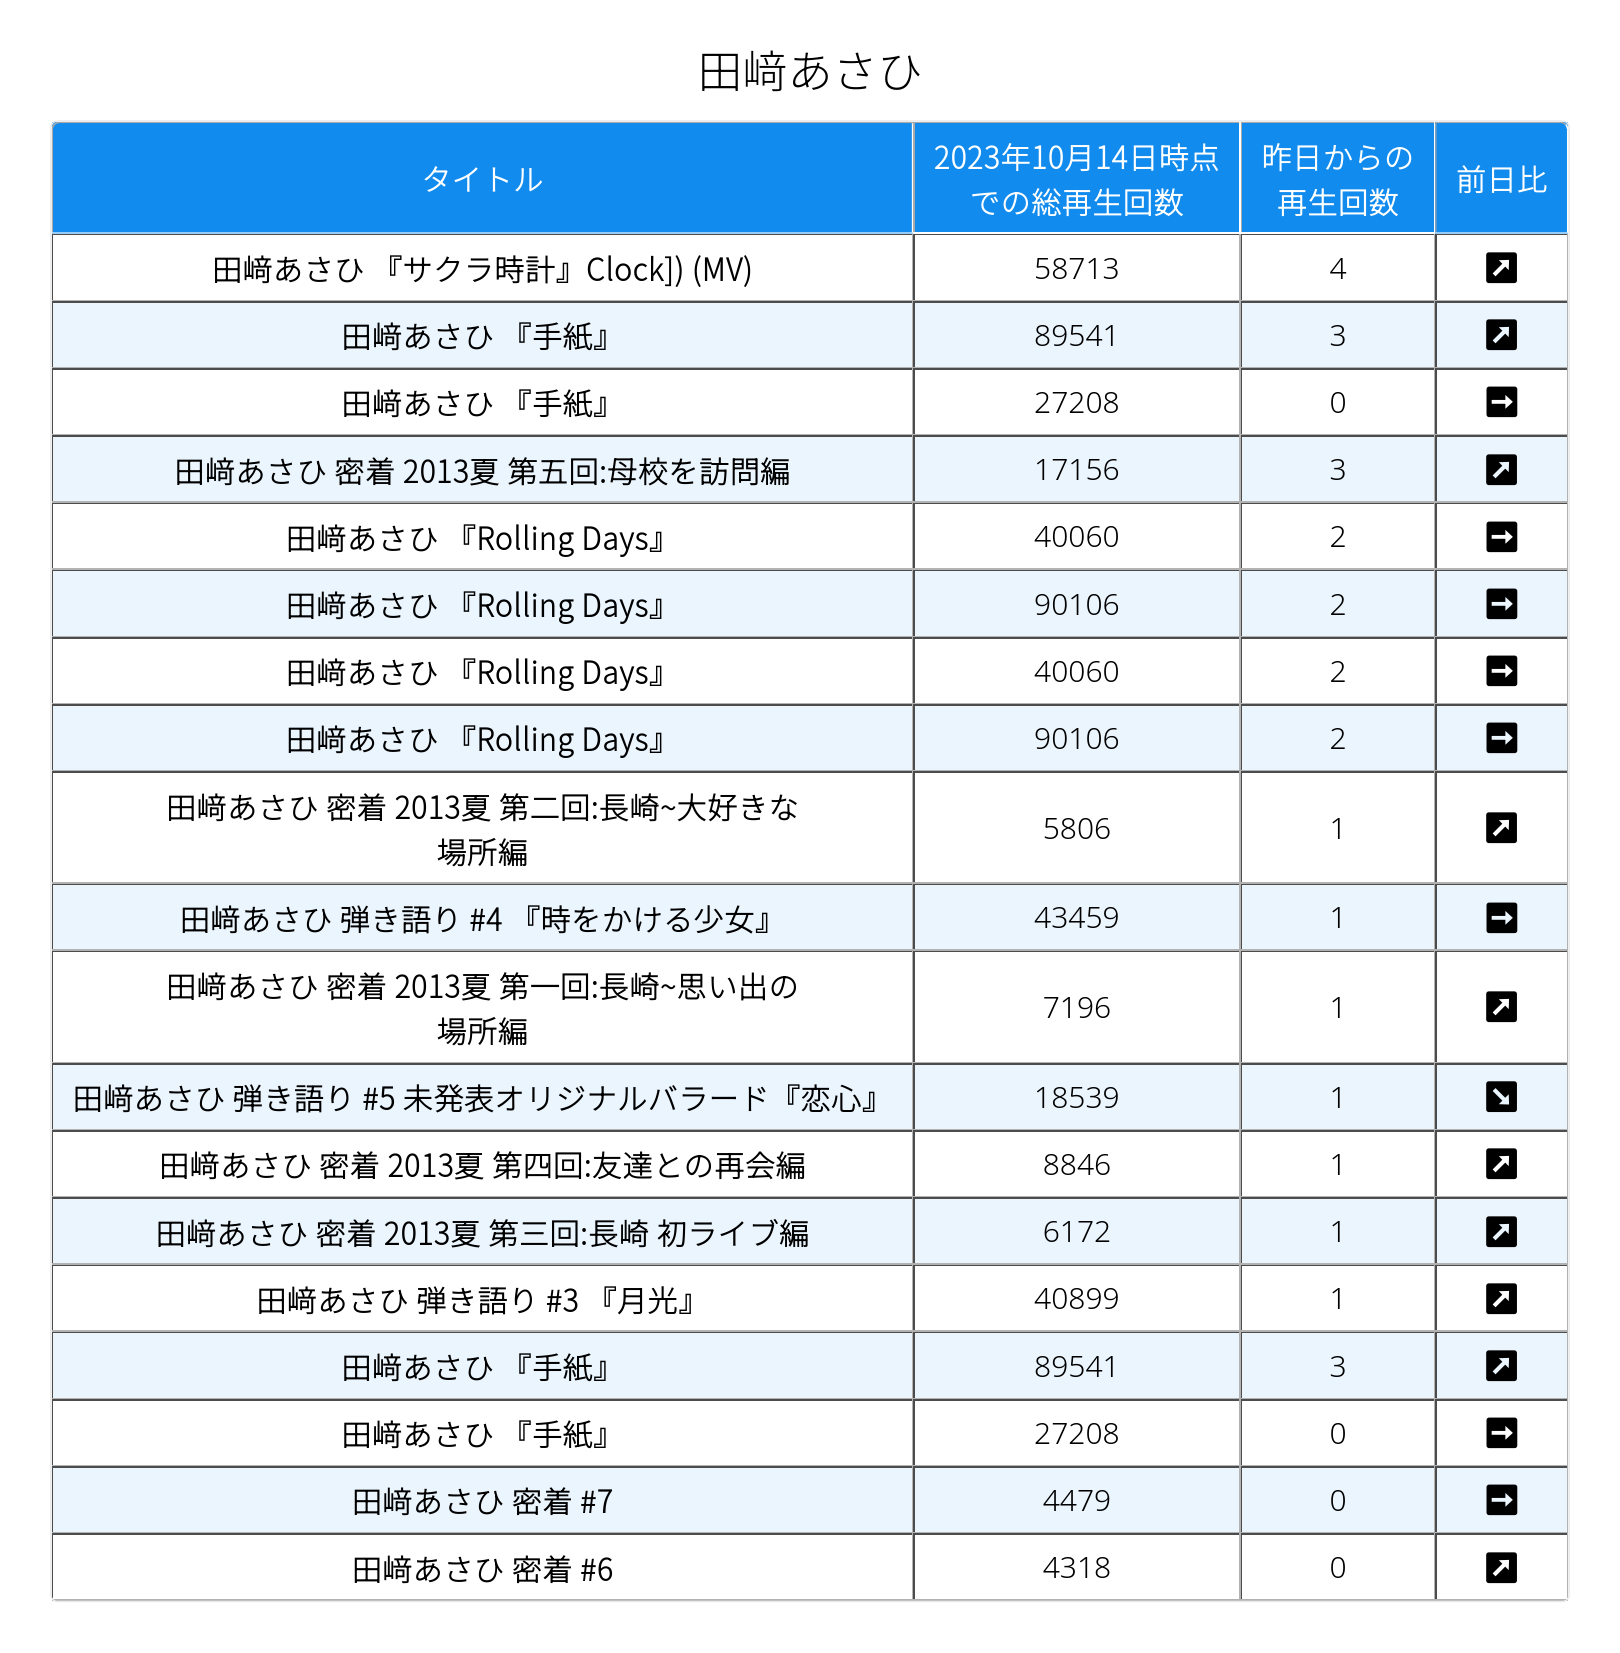 田﨑あさひ
タイトル
2023年10月14日時点
での総再生回数
昨日からの
再生回数
前日比
田﨑あさひ 『サクラ時計』Clock]) (MV) 58713 4
田﨑あさひ 『手紙』 89541 3
田﨑あさひ 『手紙』 27208 0
田﨑あさひ 密着 2013夏 第五回:母校を訪問編 17156 3
田﨑あさひ 『Rolling Days』 40060 2
田﨑あさひ 『Rolling Days』 90106 2
田﨑あさひ 『Rolling Days』 40060 2
田﨑あさひ 『Rolling Days』 90106 2
田﨑あさひ 密着 2013夏 第二回:長崎~大好きな
場所編 5806 1
田﨑あさひ 弾き語り #4 『時をかける少女』 43459 1
田﨑あさひ 密着 2013夏 第一回:長崎~思い出の
場所編 7196 1
田﨑あさひ 弾き語り #5 未発表オリジナルバラード『恋心』 18539 1
田﨑あさひ 密着 2013夏 第四回:友達との再会編 8846 1
田﨑あさひ 密着 2013夏 第三回:長崎 初ライブ編 6172 1
田﨑あさひ 弾き語り #3 『月光』 40899 1
田﨑あさひ 『手紙』 89541 3
田﨑あさひ 『手紙』 27208 0
田﨑あさひ 密着 #7 4479 0
田﨑あさひ 密着 #6 4318 0